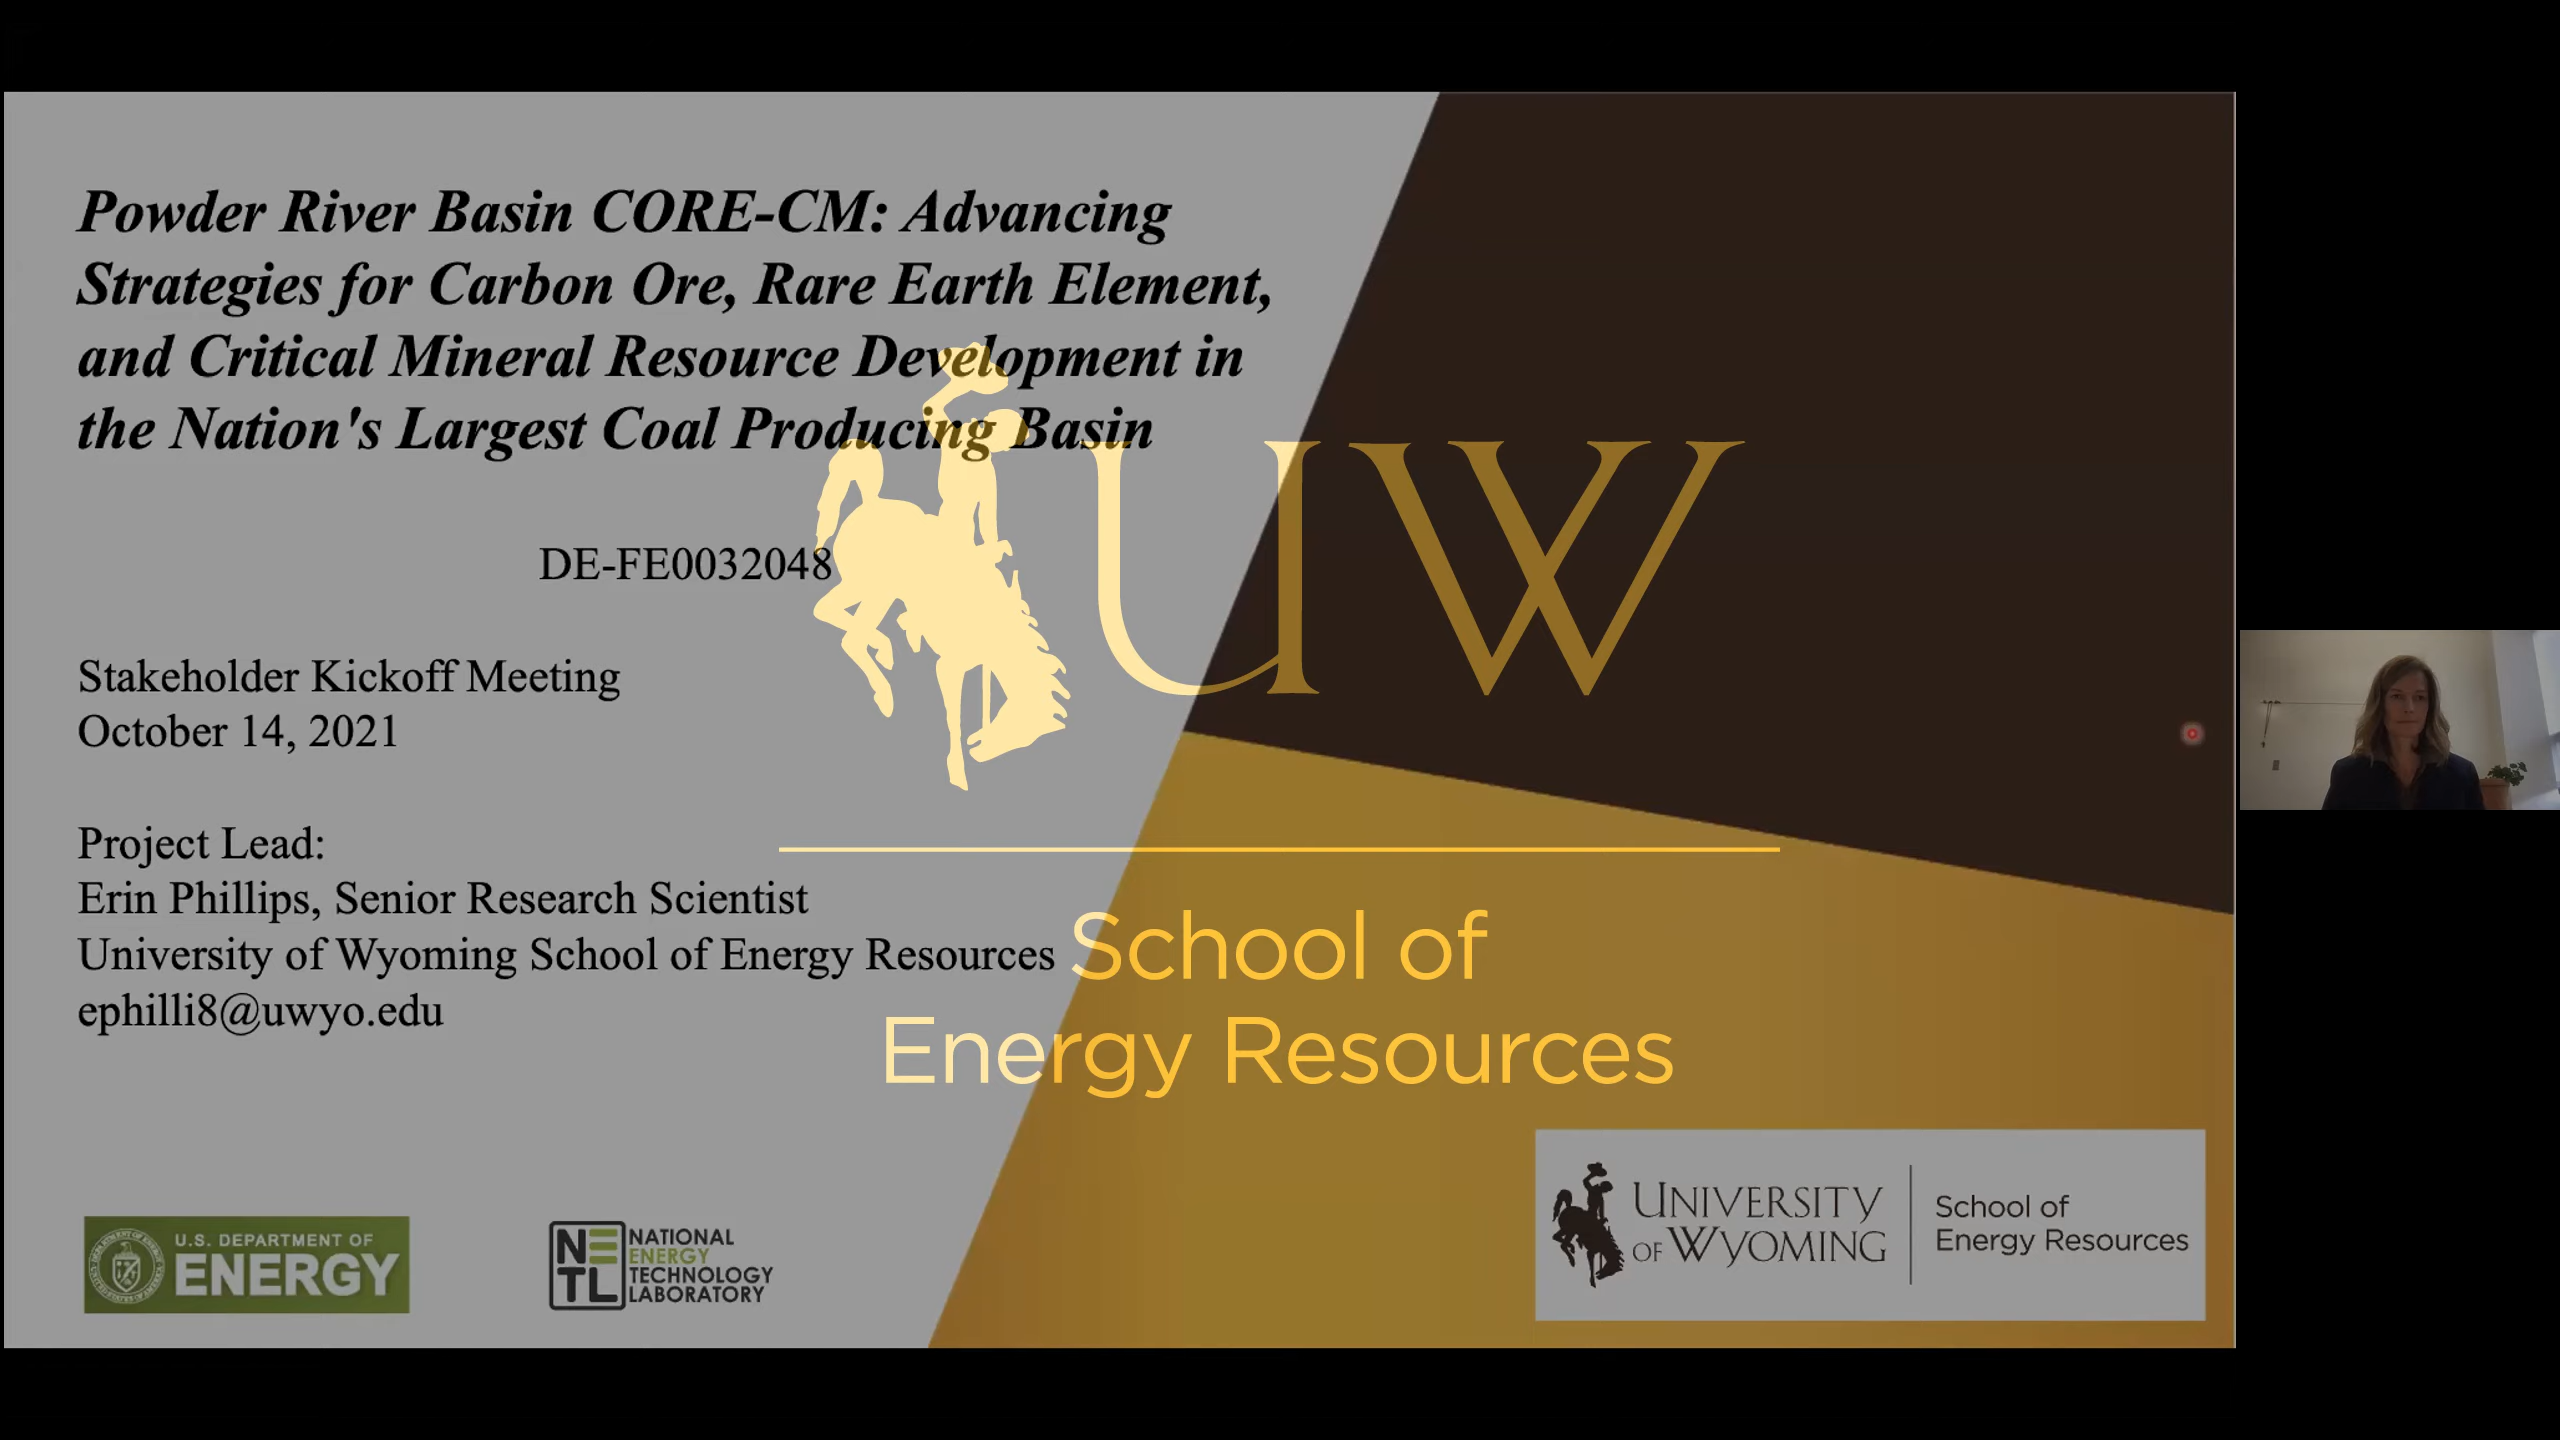 Powder River Basin CORE-CM: Advancing
Strategies for Carbon Ore, Rare Earth Element,
and Critical Mineral Resource Development in
the Nation's Largest Coal Producing Basin
DE-FE0032048
Stakeholder Kickoff Meeting
October 14, 2021
Project Lead:
Erin Phillips, Senior Research Scientist
University of Wyoming School of Energy Resources
ephilli8@uwyo.edu
UW
School of
Energy Resources
U.S. DEPARTMENT OF
ENERGY
NE
TL
NATIONAL
ENERGY
TECHNOLOGY
LABORATORY
UNIVERSITY
OF WYOMING
School of
Energy Resources